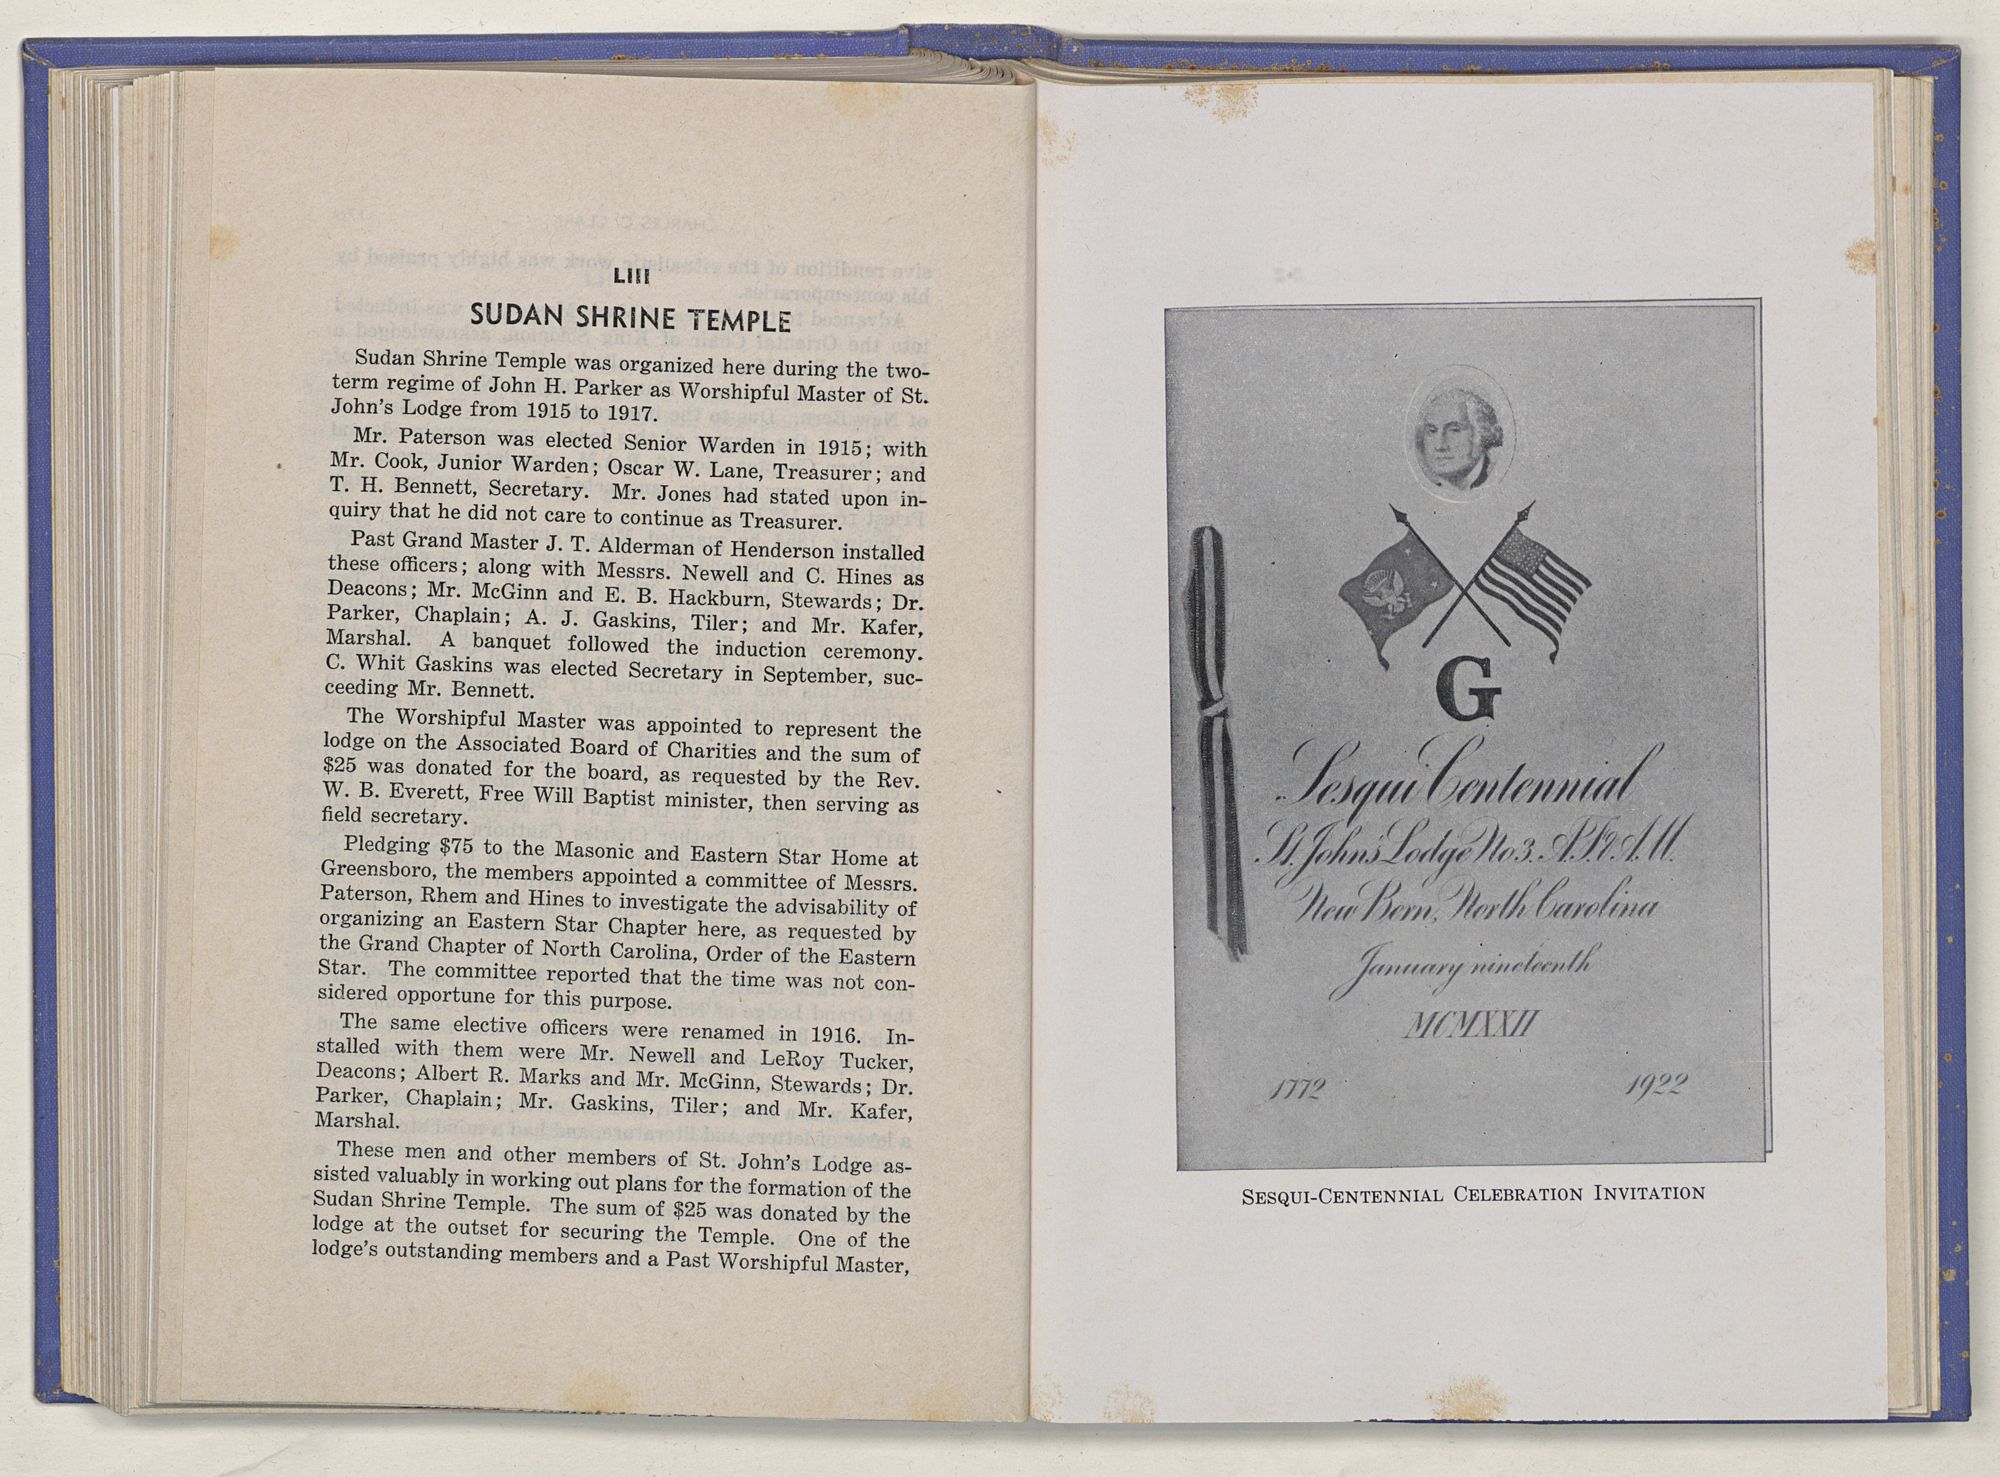 LIII
SUDAN SHRINE TEMPLE
Sudan Shrine Temple was organized here during the two-
term regime of John H. Parker as Worshipful Master of St.
John's Lodge from 1915 to 1917.
Mr. Paterson was elected Senior Warden in 1915; with
Mr. Cook, Junior Warden; Oscar W. Lane, Treasurer; and
T. H. Bennett, Secretary. Mr. Jones had stated upon in-
quiry that he did not care to continue as Treasurer.
Past Grand Master J. T. Alderman of Henderson installed
these officers; along with Messrs. Newell and C. Hines as
Deacons; Mr. McGinn and E. B. Hackburn, Stewards; Dr.
Parker, Chaplain; A. J. Gaskins, Tiler; and Mr. Kafer,
Marshal. A banquet followed the induction ceremony.
C. Whit Gaskins was elected Secretary in September, suc-
ceeding Mr. Bennett.
The Worshipful Master was appointed to represent the
lodge on the Associated Board of Charities and the sum of
$25 was donated for the board, as requested by the Rev.
W. B. Everett, Free Will Baptist minister, then serving as
field secretary.
Pledging $75 to the Masonic and Eastern Star Home at
Greensboro, the members appointed a committee of Messrs.
Paterson, Rhem and Hines to investigate the advisability of
organizing an Eastern Star Chapter here, as requested by
the Grand Chapter of North Carolina, Order of the Eastern
Star. The committee reported that the time was not con-
sidered opportune for this purpose.
The same elective officers were renamed in 1916. In-
stalled with them were Mr. Newell and LeRoy Tucker,
Deacons; Albert R. Marks and Mr. McGinn, Stewards; Dr.
Parker, Chaplain; Mr. Gaskins, Tiler; and Mr. Kafer,
Marshal.
These men and other members of St. John's Lodge as-
sisted valuably in working out plans for the formation of the
Sudan Shrine Temple. The sum of $25 was donated by the
lodge at the outset for securing the Temple. One of the
lodge's outstanding members and a Past Worshipful Master,
G
Sesqui Centennial
St. John's Lodge No 3. A.F. & A.M.
New Bern, North Carolina
January nineteenth
MCMXXII
1772 1922
SESQUI-CENTENNIAL CELEBRATION INVITATION